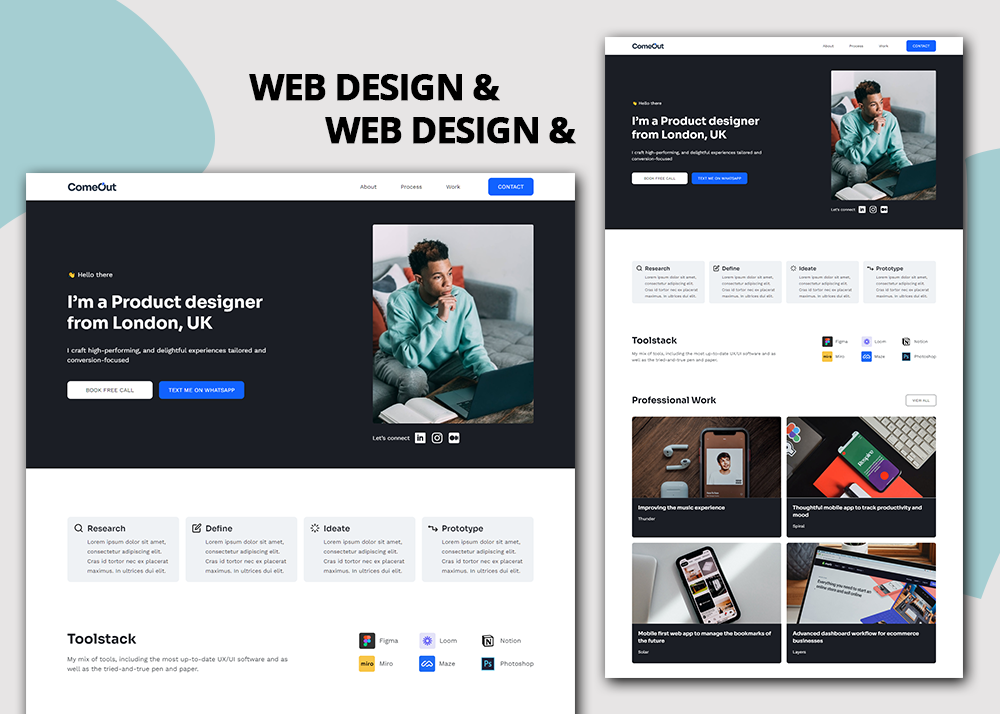 WEB DESIGN &
WEB DESIGN &
ComeOut
About
Process
Work
CONTACT
👋 Hello there
I'm a Product designer
from London, UK
I craft high-performing, and delightful experiences tailored and
conversion-focused
BOOK FREE CALL
TEXT ME ON WHATSAPP
Let's connect
Research
Lorem ipsum dolor sit amet,
consectetur adipiscing elit.
Cras id tortor nec ex placerat
maximus. In ultrices dui elit.
Define
Lorem ipsum dolor sit amet,
consectetur adipiscing elit.
Cras id tortor nec ex placerat
maximus. In ultrices dui elit.
Ideate
Lorem ipsum dolor sit amet,
consectetur adipiscing elit.
Cras id tortor nec ex placerat
maximus. In ultrices dui elit.
Prototype
Lorem ipsum dolor sit amet,
consectetur adipiscing elit.
Cras id tortor nec ex placerat
maximus. In ultrices dui elit.
Toolstack
My mix of tools, including the most up-to-date UX/UI software and as
well as the tried-and-true pen and paper.
Figma
Loom
Notion
miro Miro
Maze
Ps Photoshop
ComeOut
About
Process
Work
CONTACT
👋 Hello there
I'm a Product designer
from London, UK
I craft high-performing, and delightful experiences tailored and
conversion-focused
BOOK FREE CALL
TEXT ME ON WHATSAPP
Let's connect
Research
Lorem ipsum dolor sit amet,
consectetur adipiscing elit.
Cras id tortor nec ex placerat
maximus. In ultrices dui elit.
Define
Lorem ipsum dolor sit amet,
consectetur adipiscing elit.
Cras id tortor nec ex placerat
maximus. In ultrices dui elit.
Ideate
Lorem ipsum dolor sit amet,
consectetur adipiscing elit.
Cras id tortor nec ex placerat
maximus. In ultrices dui elit.
Prototype
Lorem ipsum dolor sit amet,
consectetur adipiscing elit.
Cras id tortor nec ex placerat
maximus. In ultrices dui elit.
Toolstack
My mix of tools, including the most up-to-date UX/UI software and as
well as the tried-and-true pen and paper.
Figma
Loom
Notion
miro Miro
Maze
Ps Photoshop
Professional Work
VIEW ALL
Improving the music experience
Thunder
Respire
Thoughtful mobile app to track productivity and
mood
Spiral
Mobile first web app to manage the bookmarks of
the future
Solar
Everything you need to start an
online store and sell online
Advanced dashboard workflow for ecommerce
businesses
Layers